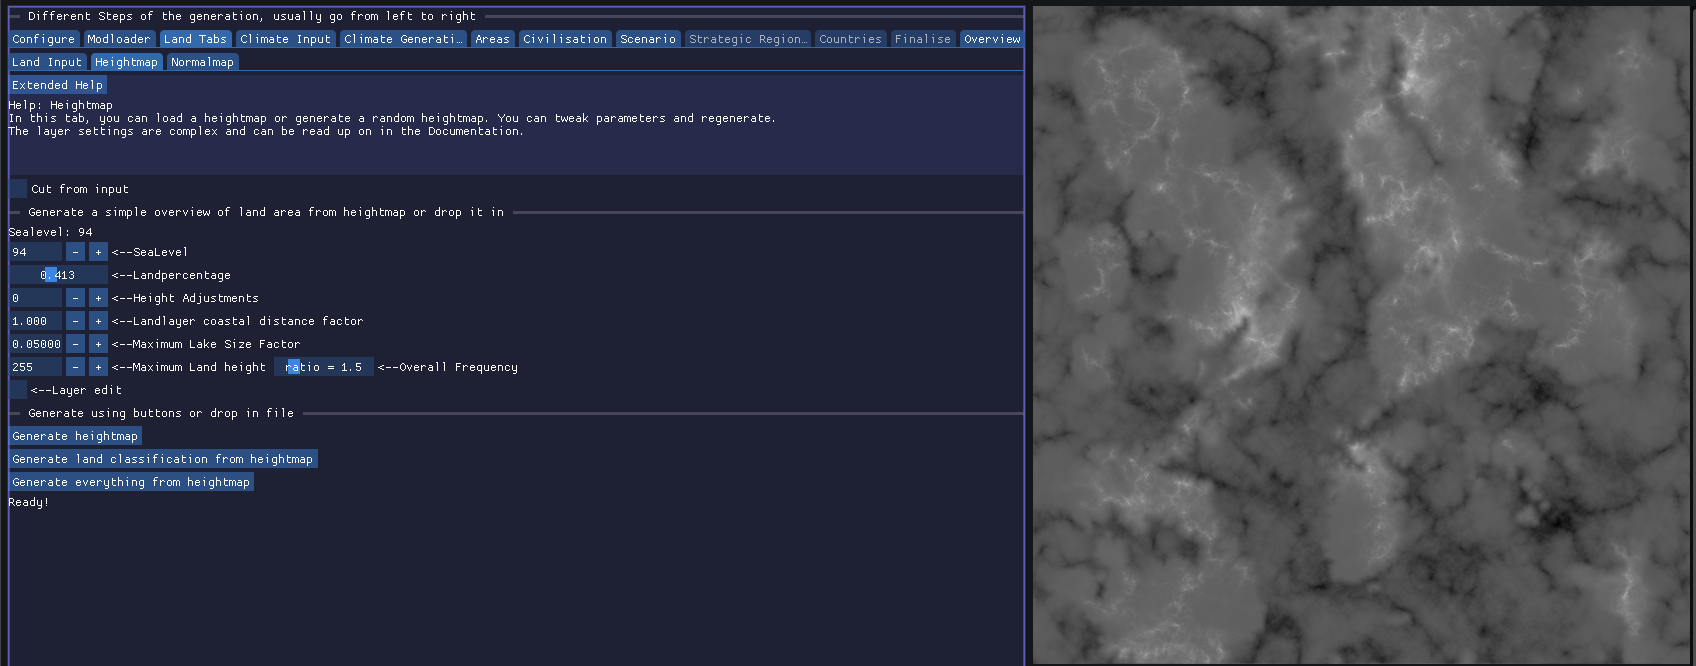 Different Steps of the generation, usually go from left to right
Configure Modloader Land Tabs Climate Input Climate Generati… Areas Civilisation Scenario Strategic Region… Countries Finalise Overview
Land Input Heightmap Normalmap
Extended Help
Help: Heightmap
In this tab, you can load a heightmap or generate a random heightmap. You can tweak parameters and regenerate.
The layer settings are complex and can be read up on in the Documentation.
Cut from input
Generate a simple overview of land area from heightmap or drop it in
Sealevel: 94
94 - + <--SeaLevel
0.413 <--Landpercentage
0 - + <--Height Adjustments
1.000 - + <--Landlayer coastal distance factor
0.05000 - + <--Maximum Lake Size Factor
255 - + <--Maximum Land height ratio = 1.5 <--Overall Frequency
<--Layer edit
Generate using buttons or drop in file
Generate heightmap
Generate land classification from heightmap
Generate everything from heightmap
Ready!